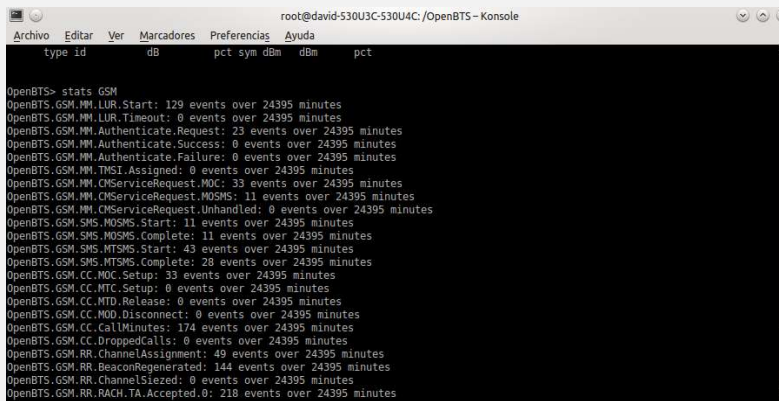 root@david-530U3C-530U4C: /OpenBTS – Konsole
Archivo Editar Ver Marcadores Preferencias Ayuda
type id dB pct sym dBm dBm pct
OpenBTS> stats GSM
OpenBTS.GSM.MM.LUR.Start: 129 events over 24395 minutes
OpenBTS.GSM.MM.LUR.Timeout: 0 events over 24395 minutes
OpenBTS.GSM.MM.Authenticate.Request: 23 events over 24395 minutes
OpenBTS.GSM.MM.Authenticate.Success: 0 events over 24395 minutes
OpenBTS.GSM.MM.Authenticate.Failure: 0 events over 24395 minutes
OpenBTS.GSM.MM.TMSI.Assigned: 0 events over 24395 minutes
OpenBTS.GSM.MM.CMServiceRequest.MOC: 33 events over 24395 minutes
OpenBTS.GSM.MM.CMServiceRequest.MOSMS: 11 events over 24395 minutes
OpenBTS.GSM.MM.CMServiceRequest.Unhandled: 0 events over 24395 minutes
OpenBTS.GSM.SMS.MOSMS.Start: 11 events over 24395 minutes
OpenBTS.GSM.SMS.MOSMS.Complete: 11 events over 24395 minutes
OpenBTS.GSM.SMS.MTSMS.Start: 43 events over 24395 minutes
OpenBTS.GSM.SMS.MTSMS.Complete: 28 events over 24395 minutes
OpenBTS.GSM.CC.MOC.Setup: 33 events over 24395 minutes
OpenBTS.GSM.CC.MTC.Setup: 0 events over 24395 minutes
OpenBTS.GSM.CC.MTD.Release: 0 events over 24395 minutes
OpenBTS.GSM.CC.MOD.Disconnect: 0 events over 24395 minutes
OpenBTS.GSM.CC.CallMinutes: 174 events over 24395 minutes
OpenBTS.GSM.CC.DroppedCalls: 0 events over 24395 minutes
OpenBTS.GSM.RR.ChannelAssignment: 49 events over 24395 minutes
OpenBTS.GSM.RR.BeaconRegenerated: 144 events over 24395 minutes
OpenBTS.GSM.RR.ChannelSiezed: 0 events over 24395 minutes
OpenBTS.GSM.RR.RACH.TA.Accepted.0: 218 events over 24395 minutes